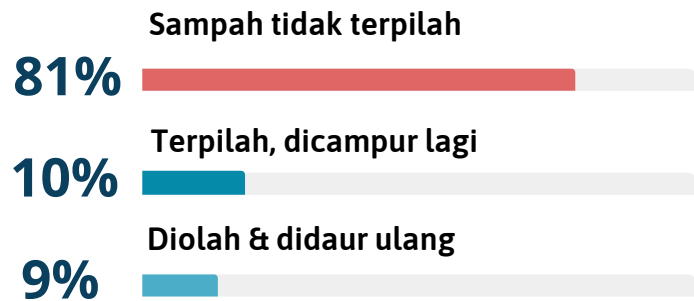 Sampah tidak terpilah
81%
Terpilah, dicampur lagi
10%
Diolah & didaur ulang
9%